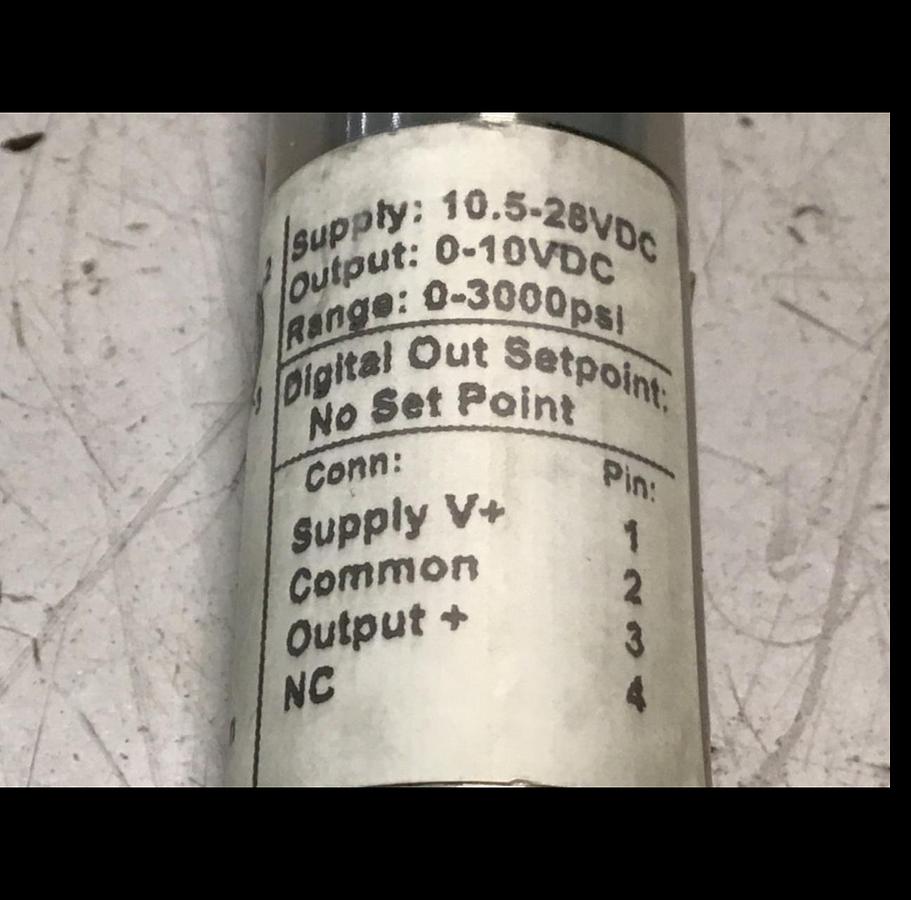 Supply: 10.5-28VDC
Output: 0-10VDC
Range: 0-3000psi
Digital Out Setpoint:
No Set Point
Conn: Pin:
Supply V+ 1
Common 2
Output + 3
NC 4